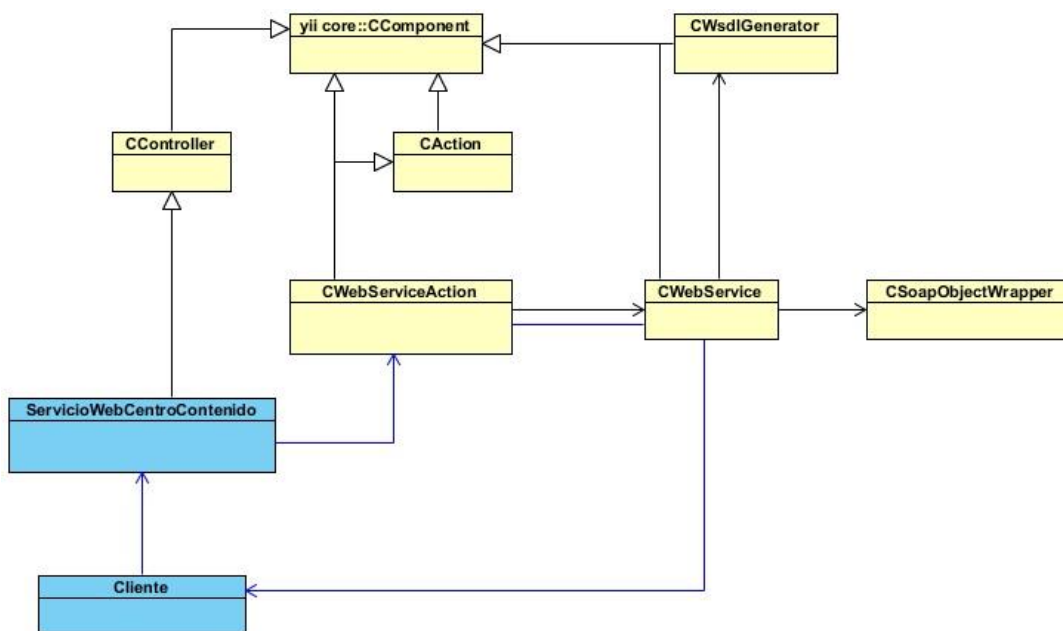 yii core::CComponent
CWsdlGenerator
CController
CAction
CWebServiceAction
CWebService
CSoapObjectWrapper
ServicioWebCentroContenido
Cliente